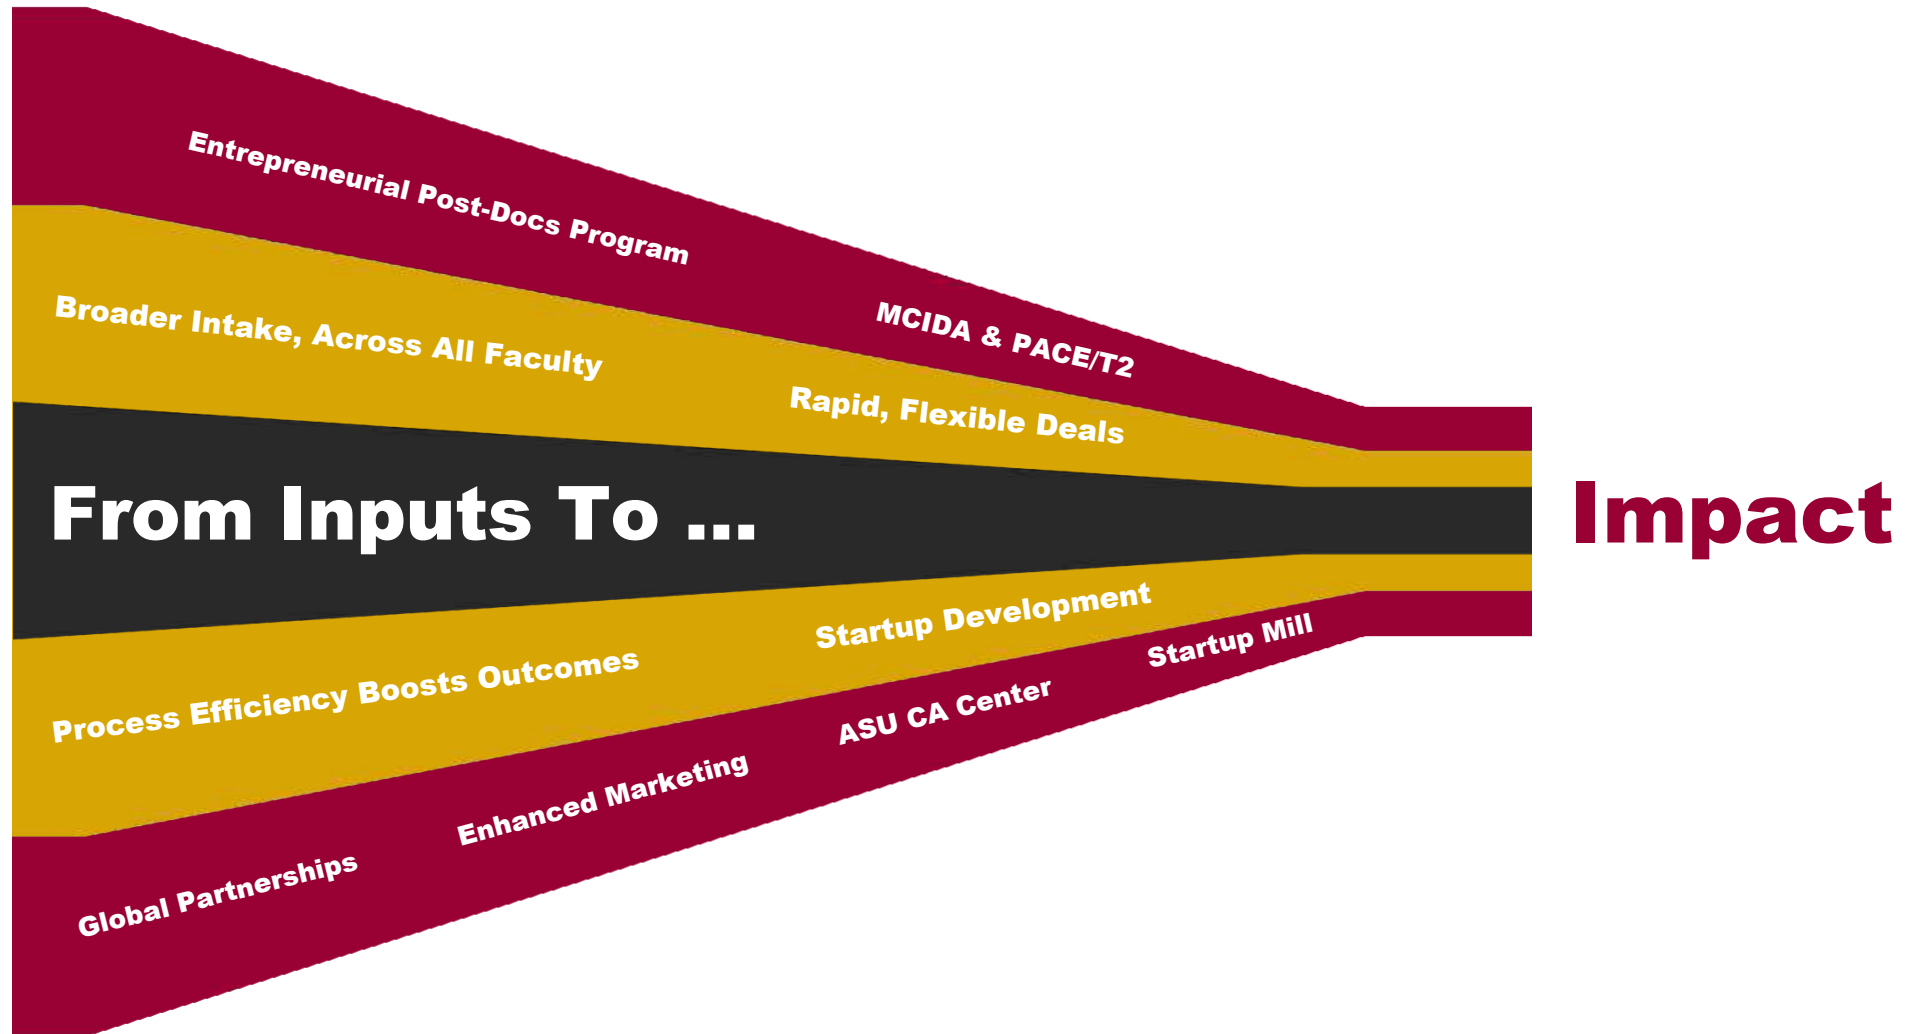 Entrepreneurial Post-Docs Program
MCIDA & PACE/T2
Broader Intake, Across All Faculty
Rapid, Flexible Deals
From Inputs To ...
Impact
Startup Development
Process Efficiency Boosts Outcomes
Startup Mill
ASU CA Center
Enhanced Marketing
Global Partnerships